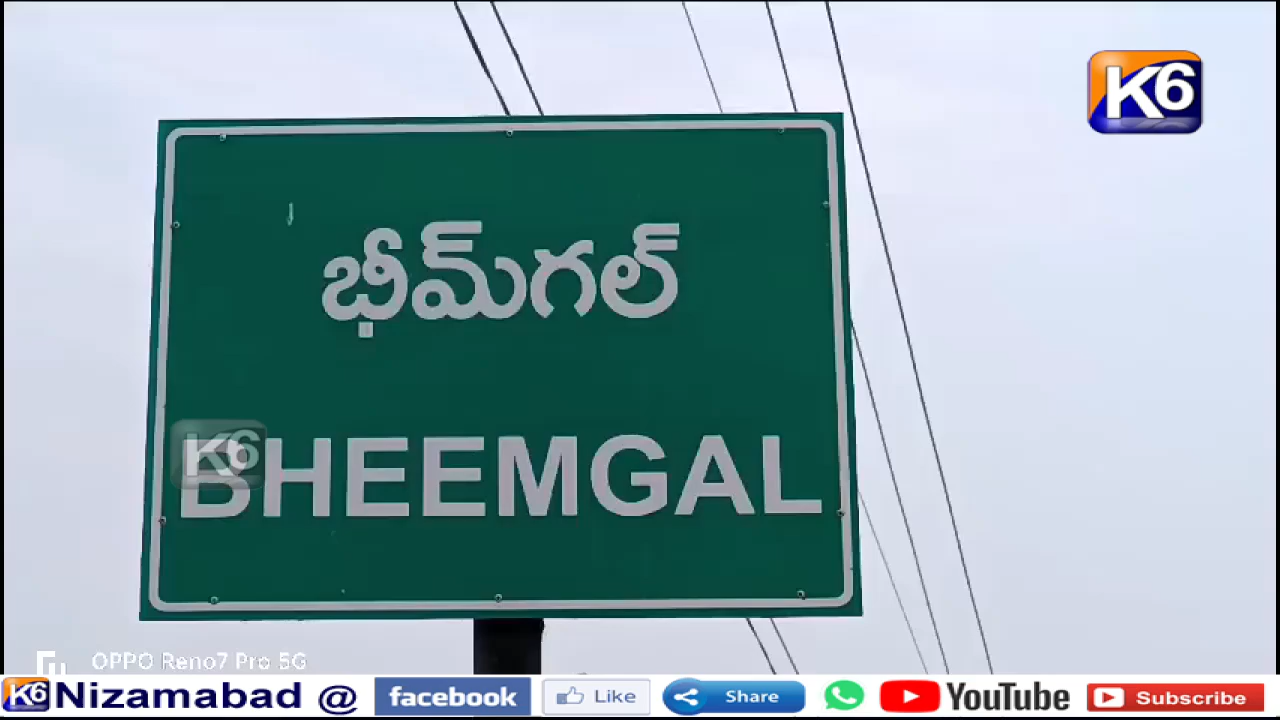 K6
భీమ్‌గల్
K6
BHEEMGAL
OPPO Reno7 Pro 5G
K6 Nizamabad @ facebook Like Share YouTube Subscribe